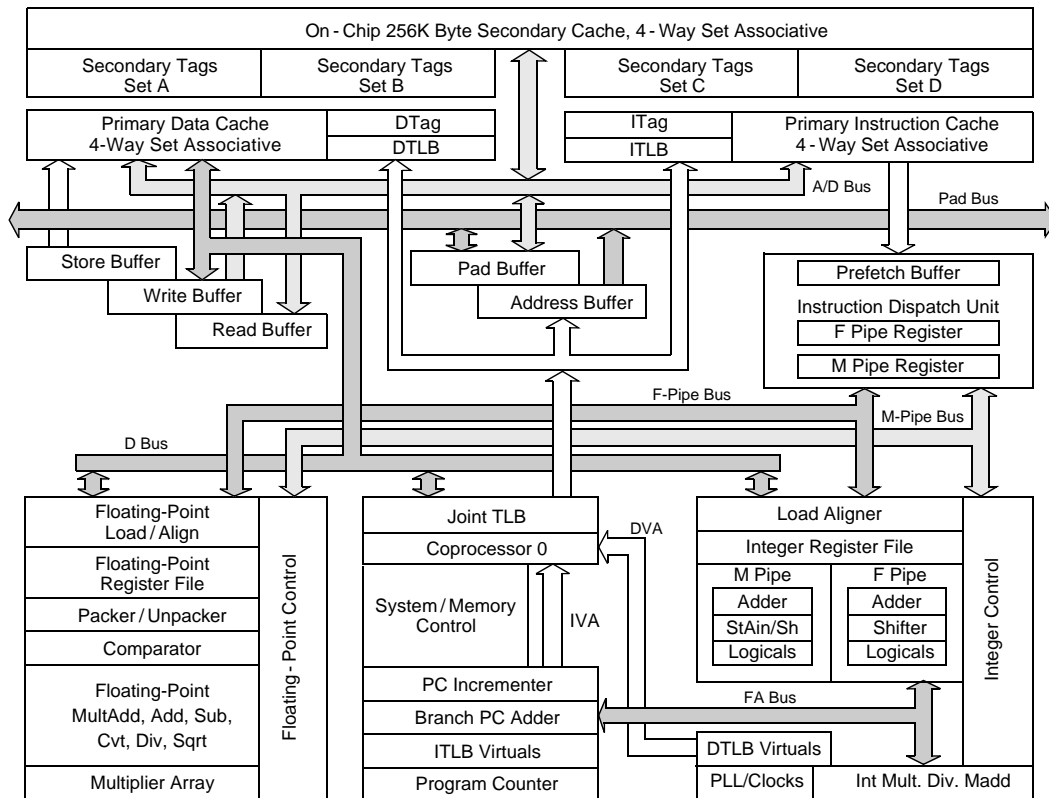 On-Chip 256K Byte Secondary Cache, 4-Way Set Associative
Secondary Tags
Set A
Secondary Tags
Set B
Secondary Tags
Set C
Secondary Tags
Set D
Primary Data Cache
4-Way Set Associative
DTag
DTLB
ITag
ITLB
Primary Instruction Cache
4-Way Set Associative
A/D Bus
Pad Bus
Store Buffer
Write Buffer
Read Buffer
Pad Buffer
Address Buffer
Prefetch Buffer
Instruction Dispatch Unit
F Pipe Register
M Pipe Register
F-Pipe Bus
M-Pipe Bus
D Bus
Floating-Point
Load/Align
Floating-Point
Register File
Packer/Unpacker
Comparator
Floating-Point
MultAdd, Add, Sub,
Cvt, Div, Sqrt
Multiplier Array
Floating-Point Control
Joint TLB
Coprocessor 0
System/Memory
Control
DVA
IVA
PC Incrementer
Branch PC Adder
ITLB Virtuals
Program Counter
Load Aligner
Integer Register File
M Pipe
Adder
StAin/Sh
Logicals
F Pipe
Adder
Shifter
Logicals
Integer Control
FA Bus
DTLB Virtuals
PLL/Clocks
Int Mult. Div. Madd